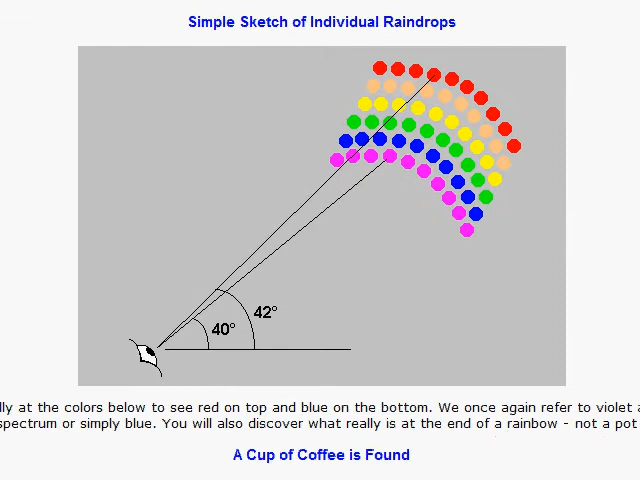 Simple Sketch of Individual Raindrops
42°
40°
lly at the colors below to see red on top and blue on the bottom. We once again refer to violet a
spectrum or simply blue. You will also discover what really is at the end of a rainbow - not a pot
A Cup of Coffee is Found